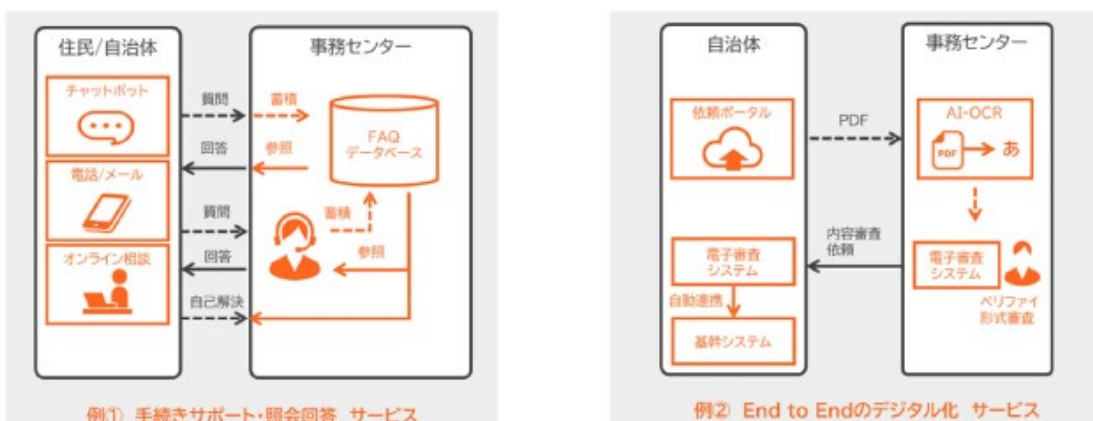 住民/自治体
事務センター
チャットボット
質問
蓄積
FAQ
データベース
回答
参照
電話/メール
質問
蓄積
オンライン相談
回答
参照
自己解決
例① 手続きサポート・照会回答 サービス
自治体
事務センター
依頼ポータル
PDF
AI-OCR
PDF
あ
内容審査
依頼
電子審査
システム
電子審査
システム
自動連携
ベリファイ
形式審査
基幹システム
例② End to Endのデジタル化 サービス